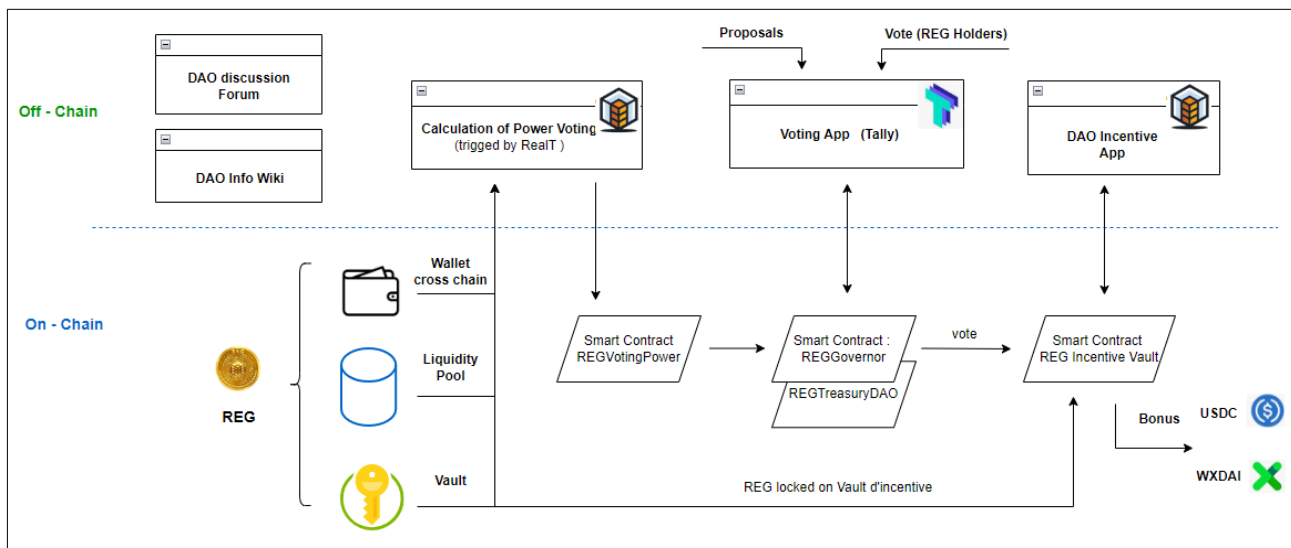 Proposals
Vote (REG Holders)
DAO discussion
Forum
Off - Chain
Calculation of Power Voting
(trigged by RealT )
Voting App (Tally)
DAO Incentive
App
DAO Info Wiki
Wallet
cross chain
On - Chain
Smart Contract
REGVotingPower
Smart Contract :
REGGovernor
vote
Smart Contract
REG Incentive Vault
Liquidity
Pool
REGTreasuryDAO
REG
Bonus
USDC
Vault
WXDAI
REG locked on Vault d'incentive